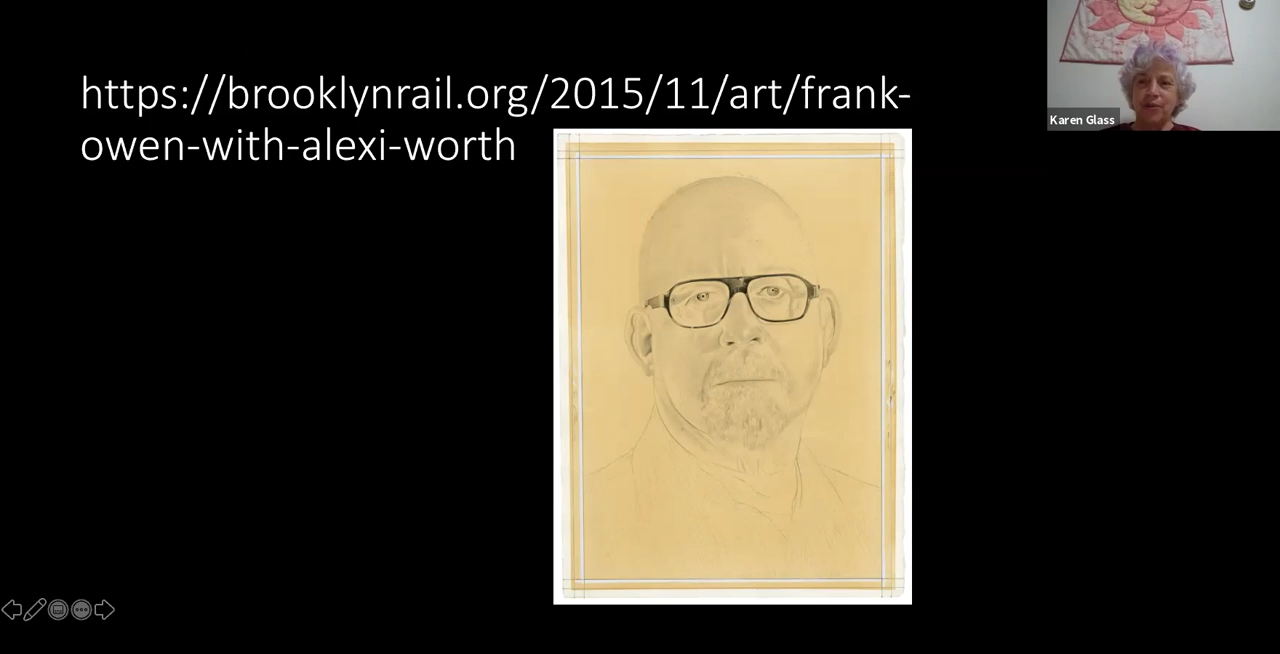 https://brooklynrail.org/2015/11/art/frank-
owen-with-alexi-worth
Karen Glass